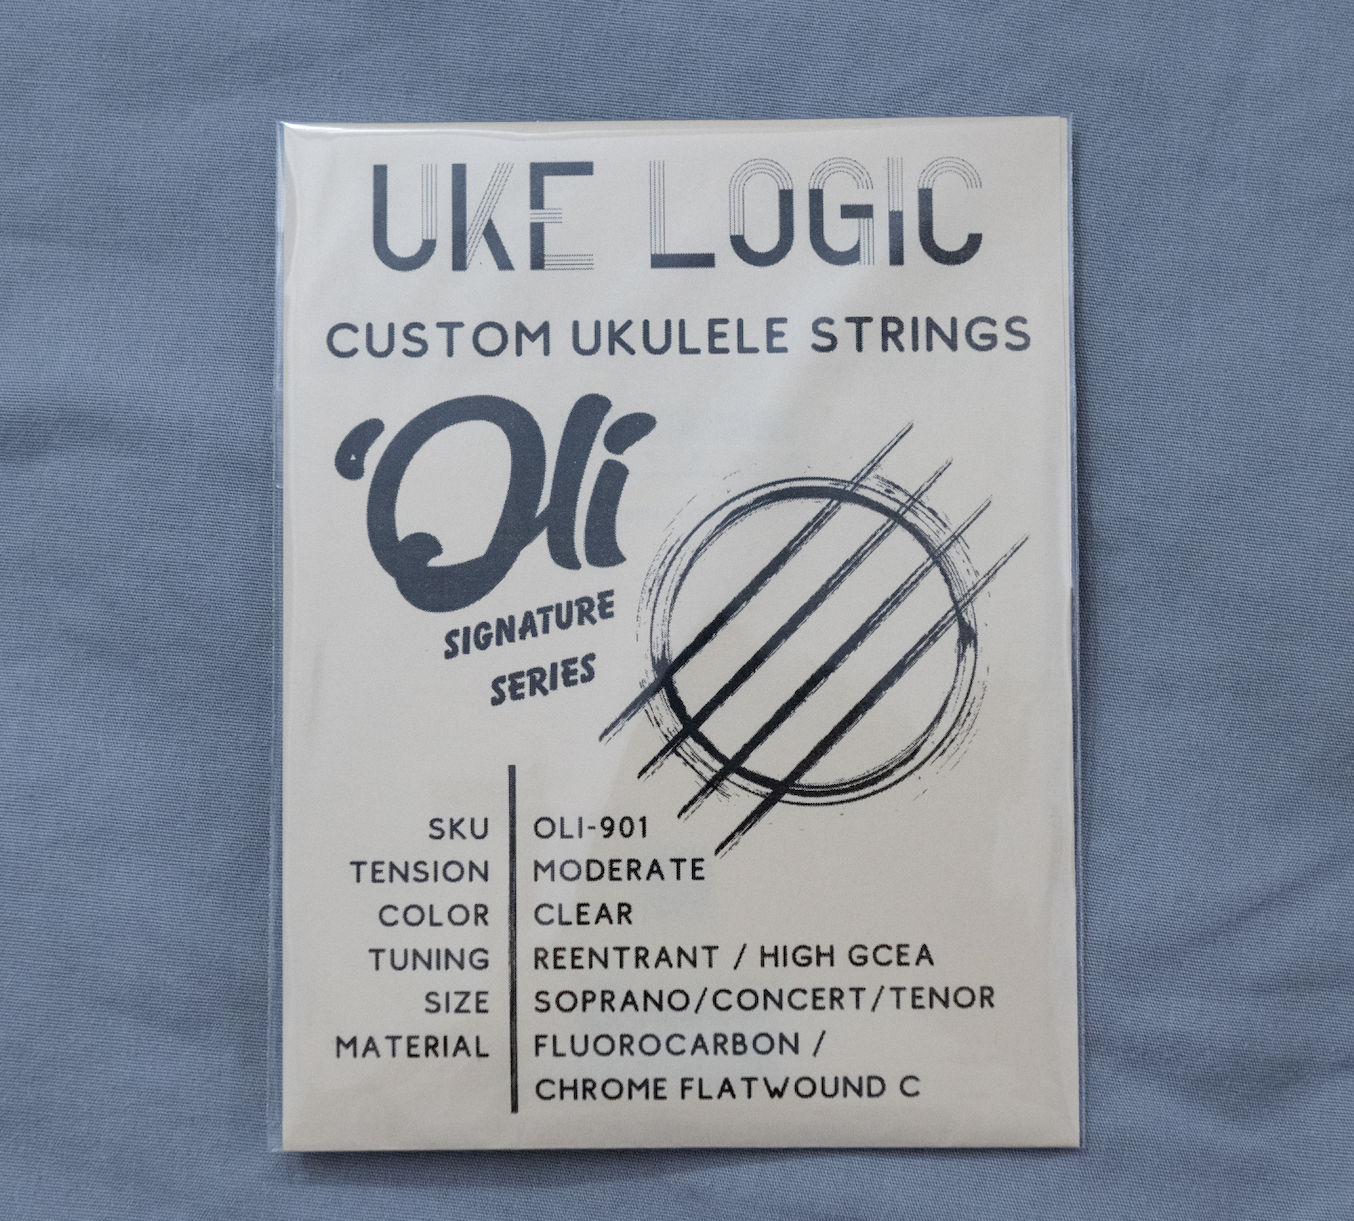 UKE LOGIC
CUSTOM UKULELE STRINGS
'Oli
SIGNATURE
SERIES
SKU OLI-901
TENSION MODERATE
COLOR CLEAR
TUNING REENTRANT / HIGH GCEA
SIZE SOPRANO/CONCERT/TENOR
MATERIAL FLUOROCARBON /
CHROME FLATWOUND C